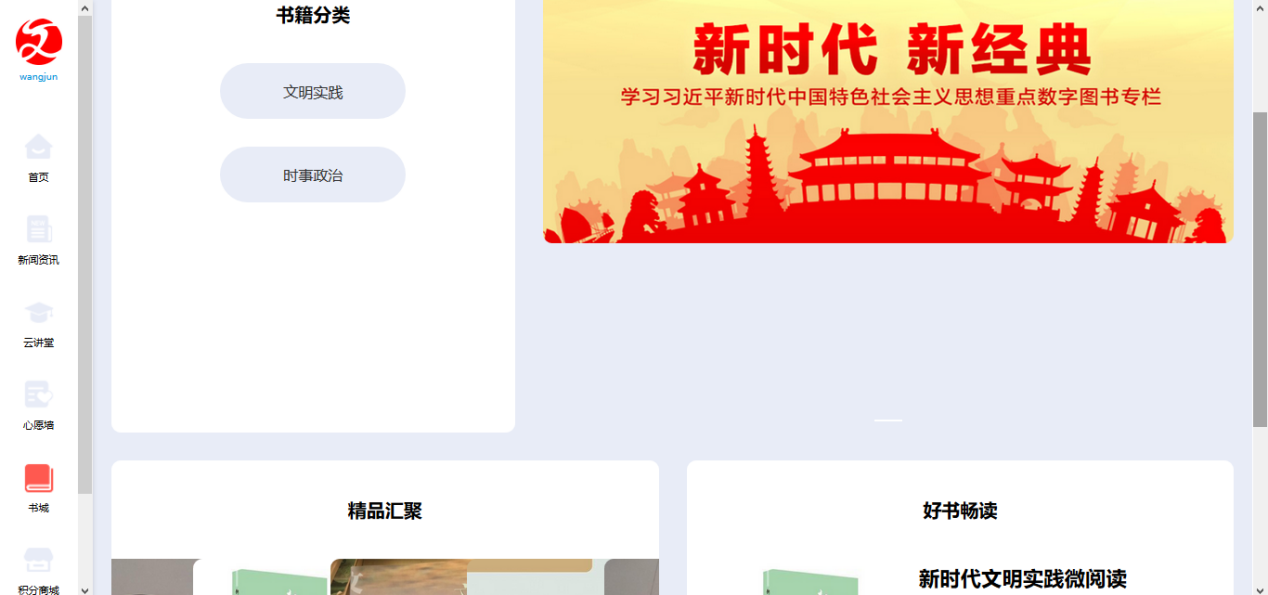 wangjun
首页
新闻资讯
云讲堂
心愿墙
书城
积分商城
书籍分类
文明实践
时事政治
新时代 新经典
学习习近平新时代中国特色社会主义思想重点数字图书专栏
精品汇聚
好书畅读
新时代文明实践微阅读